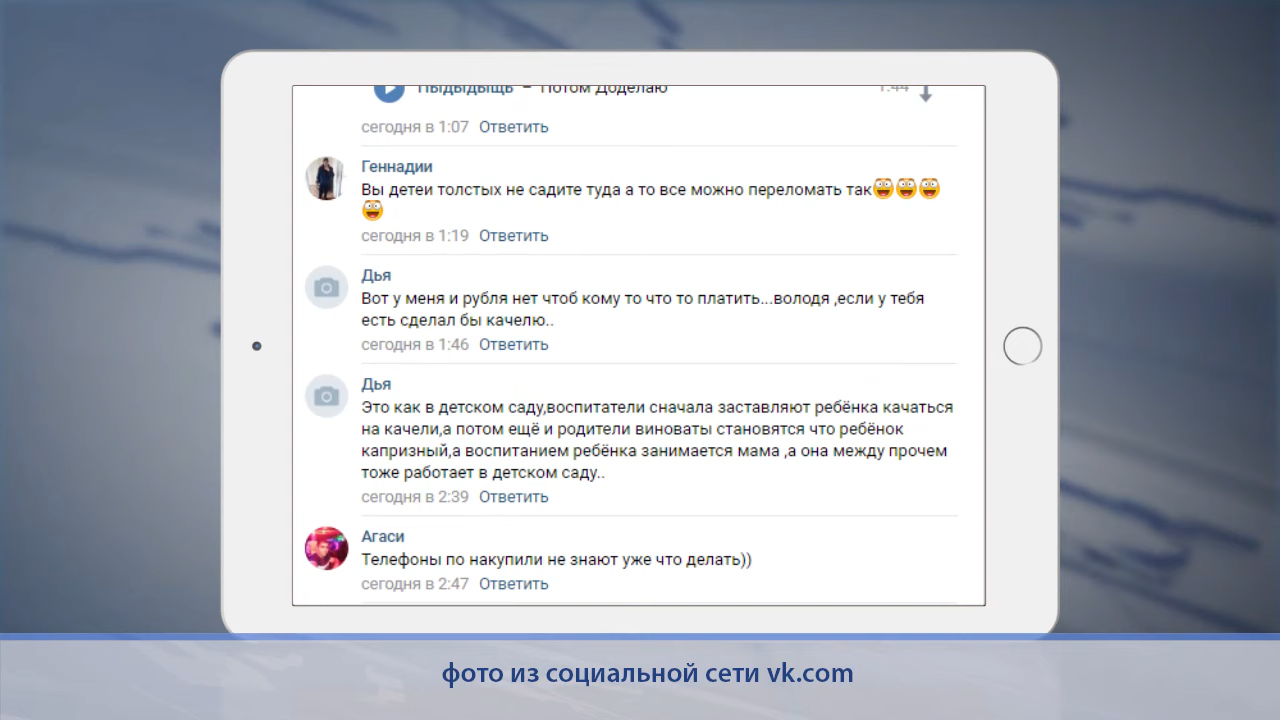 Пыдыдыщь – Потом Доделаю 1:44
сегодня в 1:07 Ответить
Геннадии
Вы детеи толстых не садите туда а то все можно переломать так
сегодня в 1:19 Ответить
Дья
Вот у меня и рубля нет чтоб кому то что то платить...володя ,если у тебя
есть сделал бы качелю..
сегодня в 1:46 Ответить
Дья
Это как в детском саду,воспитатели сначала заставляют ребёнка качаться
на качели,а потом ещё и родители виноваты становятся что ребёнок
капризный,а воспитанием ребёнка занимается мама ,а она между прочем
тоже работает в детском саду..
сегодня в 2:39 Ответить
Агаси
Телефоны по накупили не знают уже что делать))
сегодня в 2:47 Ответить
фото из социальной сети vk.com